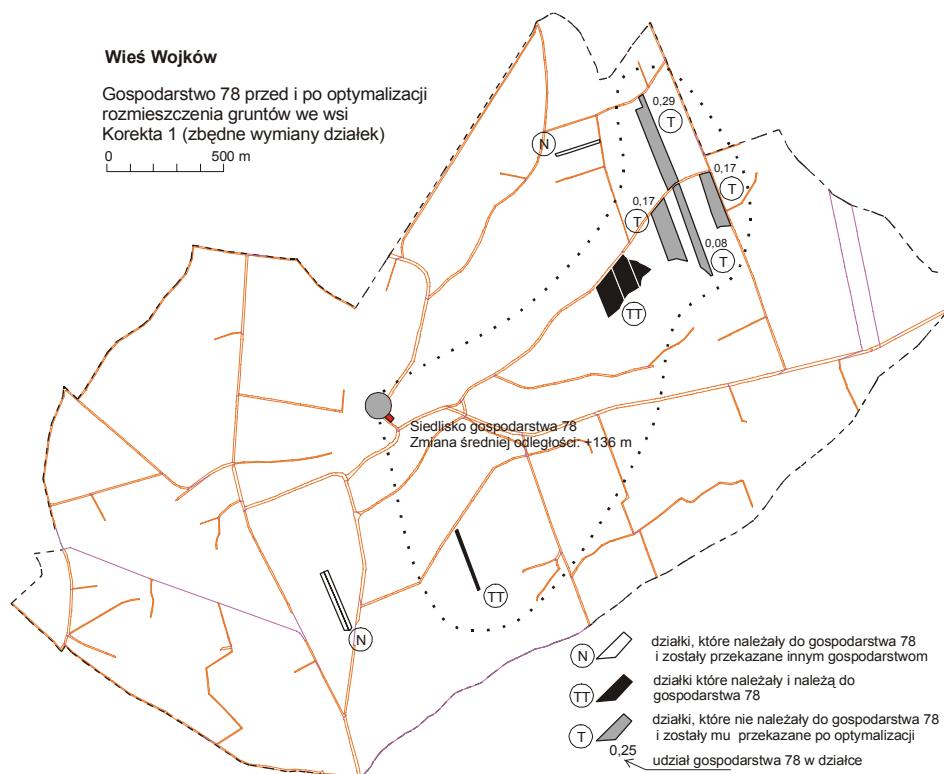 Wieś Wojków
Gospodarstwo 78 przed i po optymalizacji
rozmieszczenia gruntów we wsi
Korekta 1 (zbędne wymiany działek)
0 500 m
0,29
T
N
0,17
T
0,17
T
0,08
T
TT
Siedlisko gospodarstwa 78
Zmiana średniej odległości: +136 m
TT
N
N działki, które należały do gospodarstwa 78
i zostały przekazane innym gospodarstwom
TT działki które należały i należą do
gospodarstwa 78
T działki, które nie należały do gospodarstwa 78
i zostały mu przekazane po optymalizacji
0,25 udział gospodarstwa 78 w działce